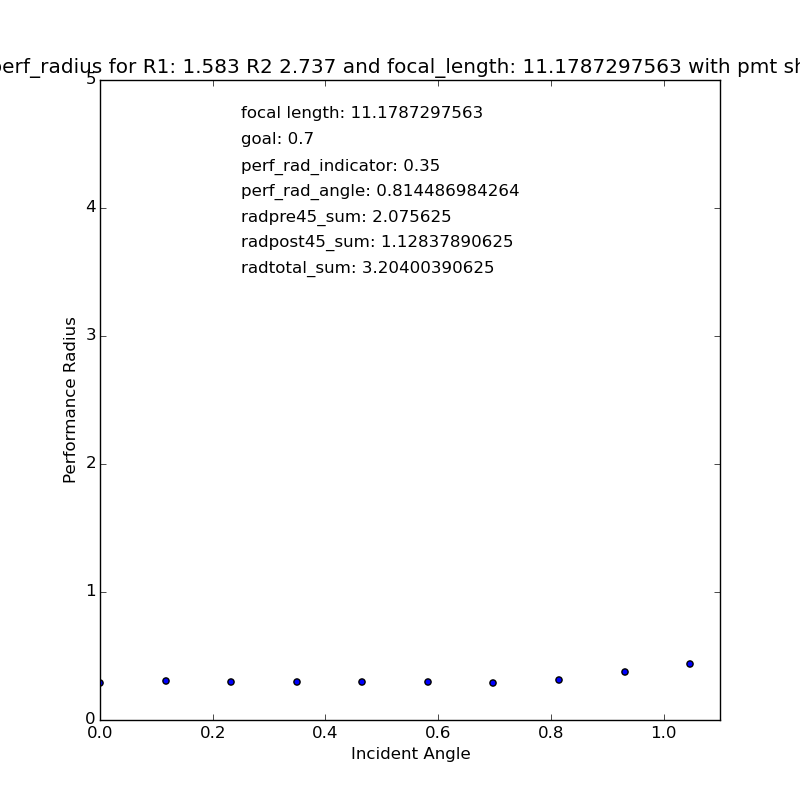 perf_radius for R1: 1.583 R2 2.737 and focal_length: 11.1787297563 with pmt sh
focal length: 11.1787297563
goal: 0.7
perf_rad_indicator: 0.35
perf_rad_angle: 0.814486984264
radpre45_sum: 2.075625
radpost45_sum: 1.12837890625
radtotal_sum: 3.20400390625
5
4
3
2
1
0
Performance Radius
0.0 0.2 0.4 0.6 0.8 1.0
Incident Angle